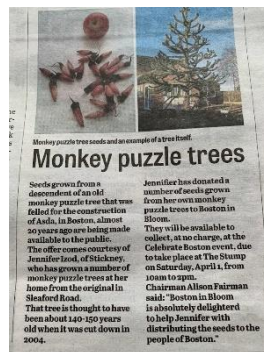 Monkey puzzle tree seeds and an example of a tree itself.
Monkey puzzle trees
Seeds grown from a
descendent of an old
monkey puzzle tree that was
felled for the construction
of Asda, in Boston, almost
20 years ago are being made
available to the public.
The offer comes courtesy of
Jennifer Izod, of Stickney,
who has grown a number of
monkey puzzle trees at her
home from the original in
Sleaford Road.
That tree is thought to have
been about 140-150 years
old when it was cut down in
2004.
Jennifier has donated a
number of seeds grown
from her own monkey
puzzle trees to Boston in
Bloom.
They will be available to
collect, at no charge, at the
Celebrate Boston event, due
to take place at The Stump
on Saturday, April 1, from
10am to 2pm.
Chairman Alison Fairman
said: "Boston in Bloom
is absolutely delighterd
to help Jennifer with
distributing the seeds to the
people of Boston."